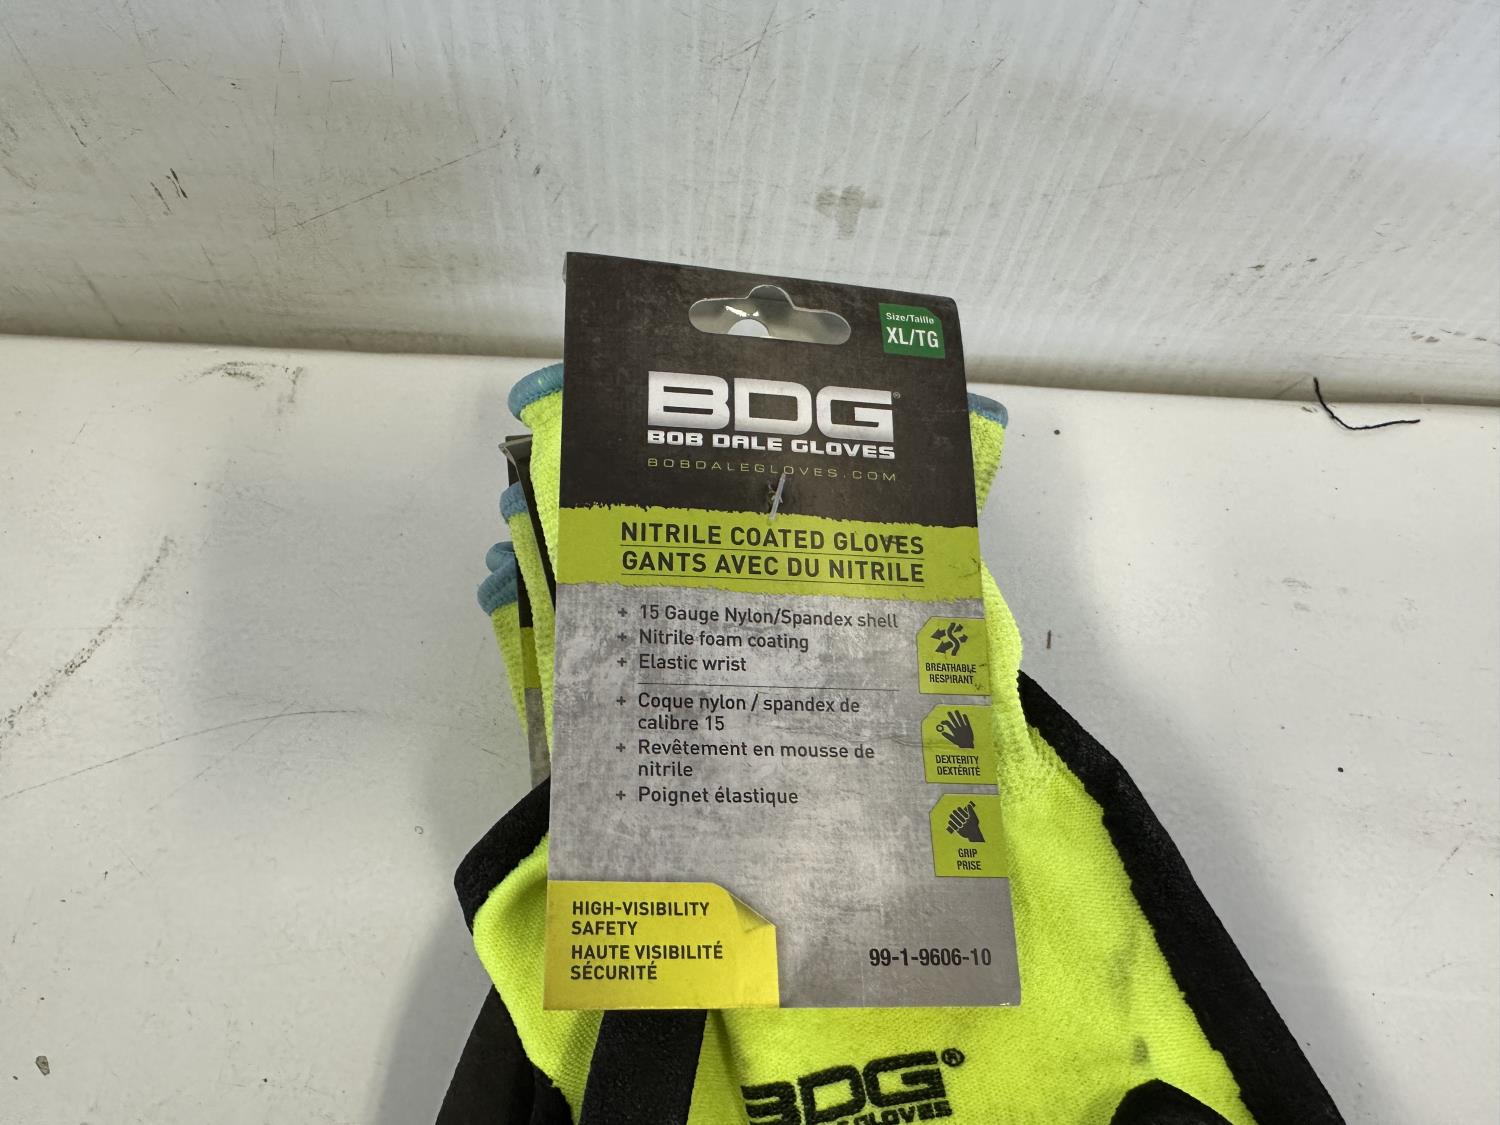 Size/Taille
XL/TG
BDG®
BOB DALE GLOVES
BOBDALEGLOVES.COM
NITRILE COATED GLOVES
GANTS AVEC DU NITRILE
+ 15 Gauge Nylon/Spandex shell
+ Nitrile foam coating
+ Elastic wrist
+ Coque nylon / spandex de
calibre 15
+ Revêtement en mousse de
nitrile
+ Poignet élastique
BREATHABLE
RESPIRANT
DEXTERITY
DEXTÉRITÉ
GRIP
PRISE
HIGH-VISIBILITY
SAFETY
HAUTE VISIBILITÉ
SÉCURITÉ
99-1-9606-10
BDG®
GLOVES